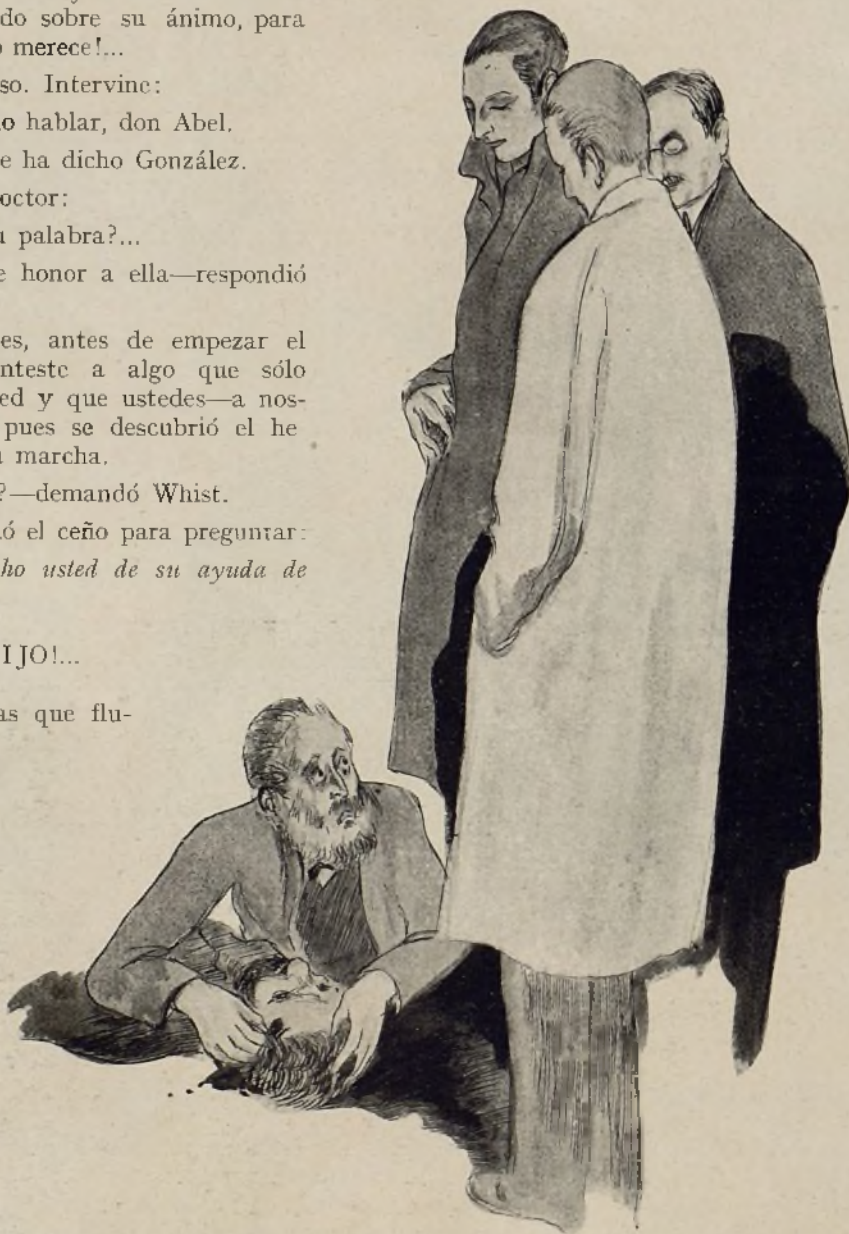 do sobre su ánimo, para
merece!...
so. Intervine:
o hablar, don Abel.
e ha dicho González.
octor:
palabra?...
e honor a ella—respondió
es, antes de empezar el
nteste a algo que sólo
ed y que ustedes—a nos-
pues se descubrió el he
marcha.
?—demandó Whist.
ó el ceño para preguntar:
ho usted de su ayuda de
IJO!...
as que flu-